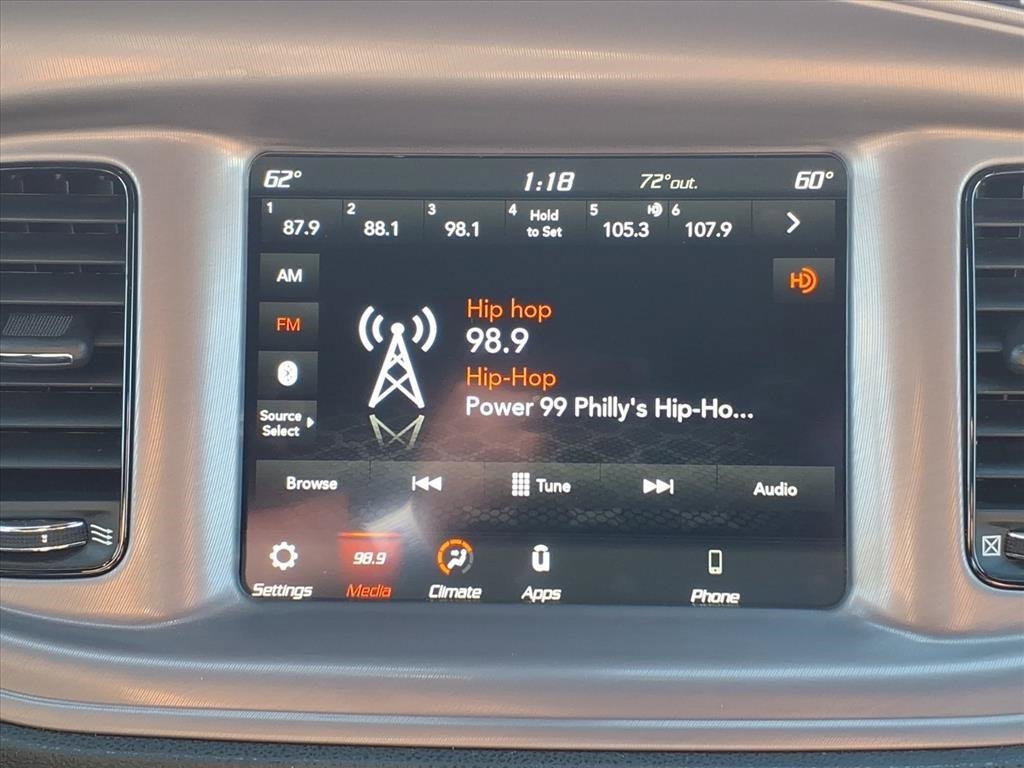 62° 1:18 72°out. 60°
1 87.9 2 88.1 3 98.1 4 Hold to Set 5 105.3 HD 6 107.9
AM
HD
FM
Hip hop
98.9
Hip-Hop
Power 99 Philly's Hip-Ho...
Source
Select
Browse Tune Audio
98.9
Settings Media Climate Apps Phone